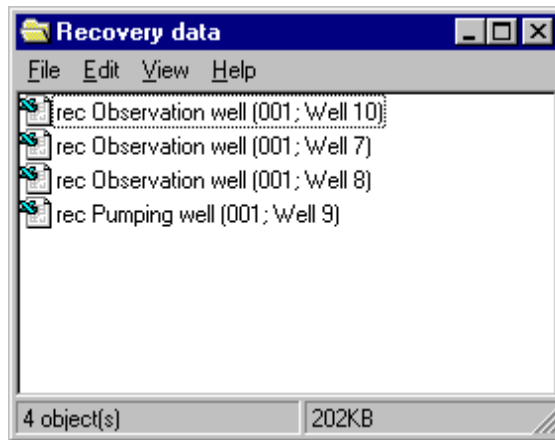 Recovery data
File Edit View Help
rec Observation well (001; Well 10)
rec Observation well (001; Well 7)
rec Observation well (001; Well 8)
rec Pumping well (001; Well 9)
4 object(s) 202KB